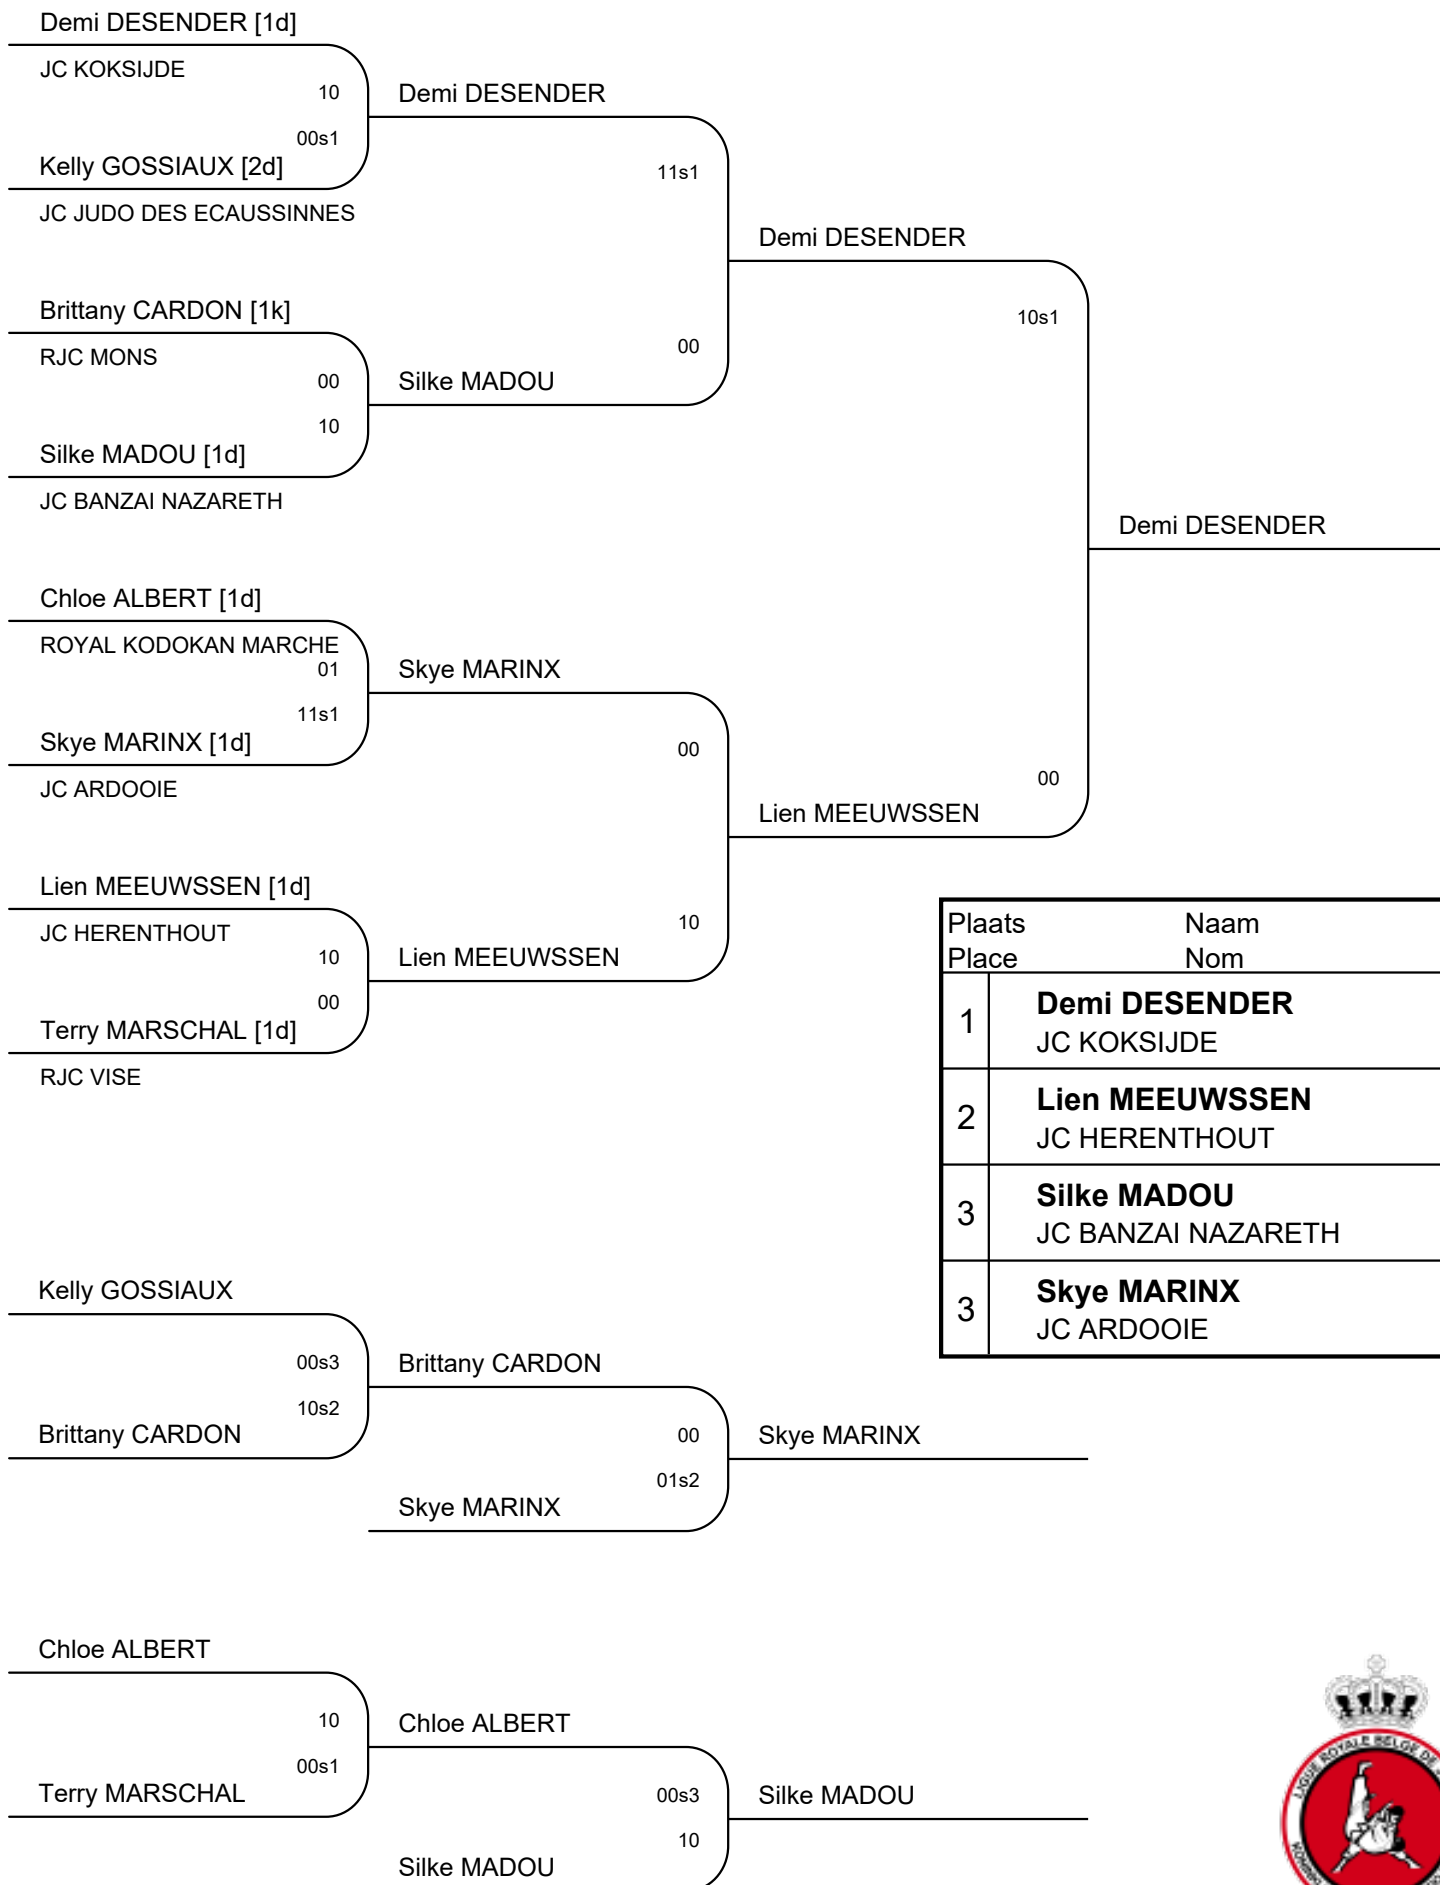 Demi DESENDER [1d]
JC KOKSIJDE
10
00s1
Kelly GOSSIAUX [2d]
JC JUDO DES ECAUSSINNES
Demi DESENDER
11s1
Brittany CARDON [1k]
RJC MONS
00
10
Silke MADOU [1d]
JC BANZAI NAZARETH
00
Silke MADOU
Demi DESENDER
10s1
Chloe ALBERT [1d]
ROYAL KODOKAN MARCHE
01
11s1
Skye MARINX [1d]
JC ARDOOIE
Skye MARINX
00
Lien MEEUWSSEN [1d]
JC HERENTHOUT
10
00
Terry MARSCHAL [1d]
RJC VISE
10
Lien MEEUWSSEN
00
Lien MEEUWSSEN
Demi DESENDER
Plaats Naam
Place Nom
1 Demi DESENDER
JC KOKSIJDE
2 Lien MEEUWSSEN
JC HERENTHOUT
3 Silke MADOU
JC BANZAI NAZARETH
3 Skye MARINX
JC ARDOOIE
Kelly GOSSIAUX
00s3
10s2
Brittany CARDON
Brittany CARDON
00
01s2
Skye MARINX
Skye MARINX
Chloe ALBERT
10
00s1
Terry MARSCHAL
Chloe ALBERT
00s3
10
Silke MADOU
Silke MADOU
LIGUE ROYALE BELGE DE